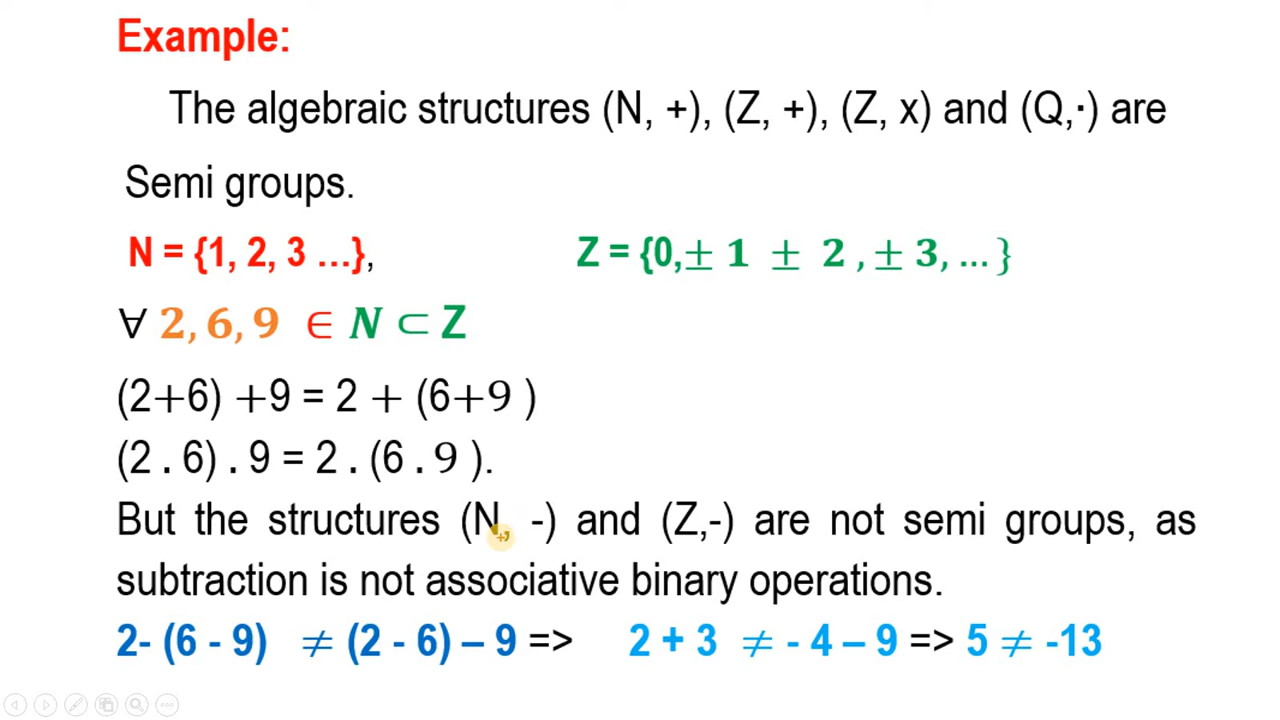 Example:
The algebraic structures (N, +), (Z, +), (Z, x) and (Q,·) are
Semi groups.
N = {1, 2, 3 ...}, Z = {0,± 1 ± 2 , ± 3, ... }
∀ 2, 6, 9 ∈ N ⊂ Z
(2+6) +9 = 2 + (6+9 )
(2 . 6) . 9 = 2 . (6 . 9 ).
But the structures (N, -) and (Z,-) are not semi groups, as
subtraction is not associative binary operations.
2- (6 - 9) ≠ (2 - 6) – 9 => 2 + 3 ≠ - 4 – 9 => 5 ≠ -13